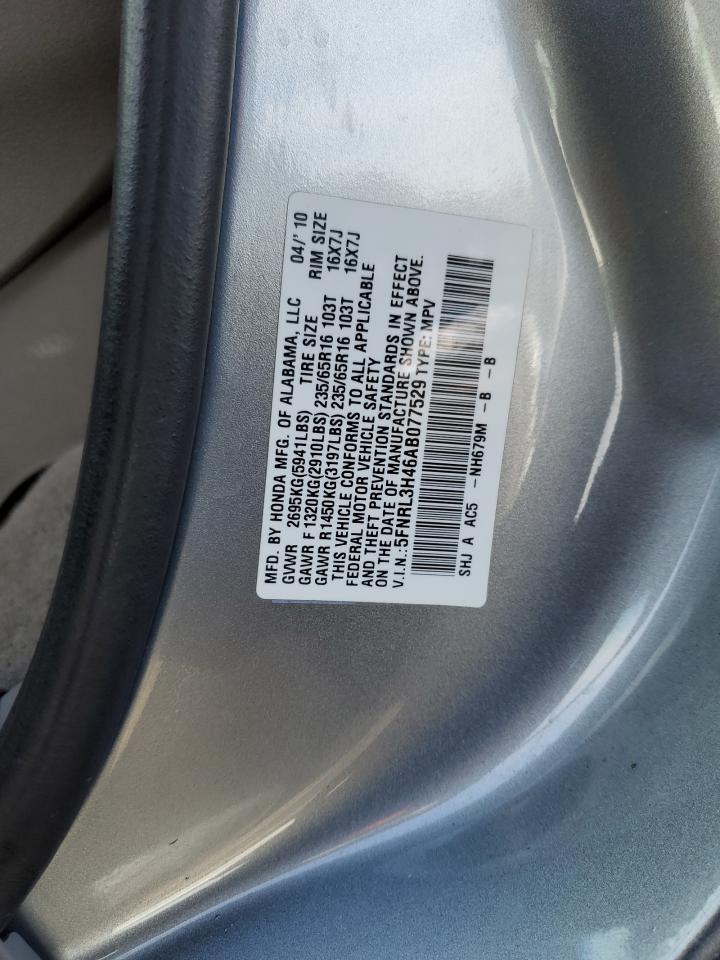 MFD. BY HONDA MFG. OF ALABAMA, LLC 04/' 10
GVWR 2695KG(5941LBS) TIRE SIZE RIM SIZE
GAWR F 1320KG(2910LBS) 235/65R16 103T 16X7J
GAWR R1450KG(3197LBS) 235/65R16 103T 16X7J
THIS VEHICLE CONFORMS TO ALL APPLICABLE
FEDERAL MOTOR VEHICLE SAFETY
AND THEFT PREVENTION STANDARDS IN EFFECT
ON THE DATE OF MANUFACTURE SHOWN ABOVE.
V.I.N.:5FNRL3H46AB077529 TYPE: MPV
SHJ A AC5 -NH679M -B -B